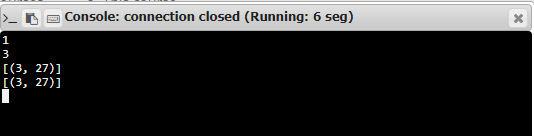 >_ Console: connection closed (Running: 6 seg)
1
3
[(3, 27)]
[(3, 27)]